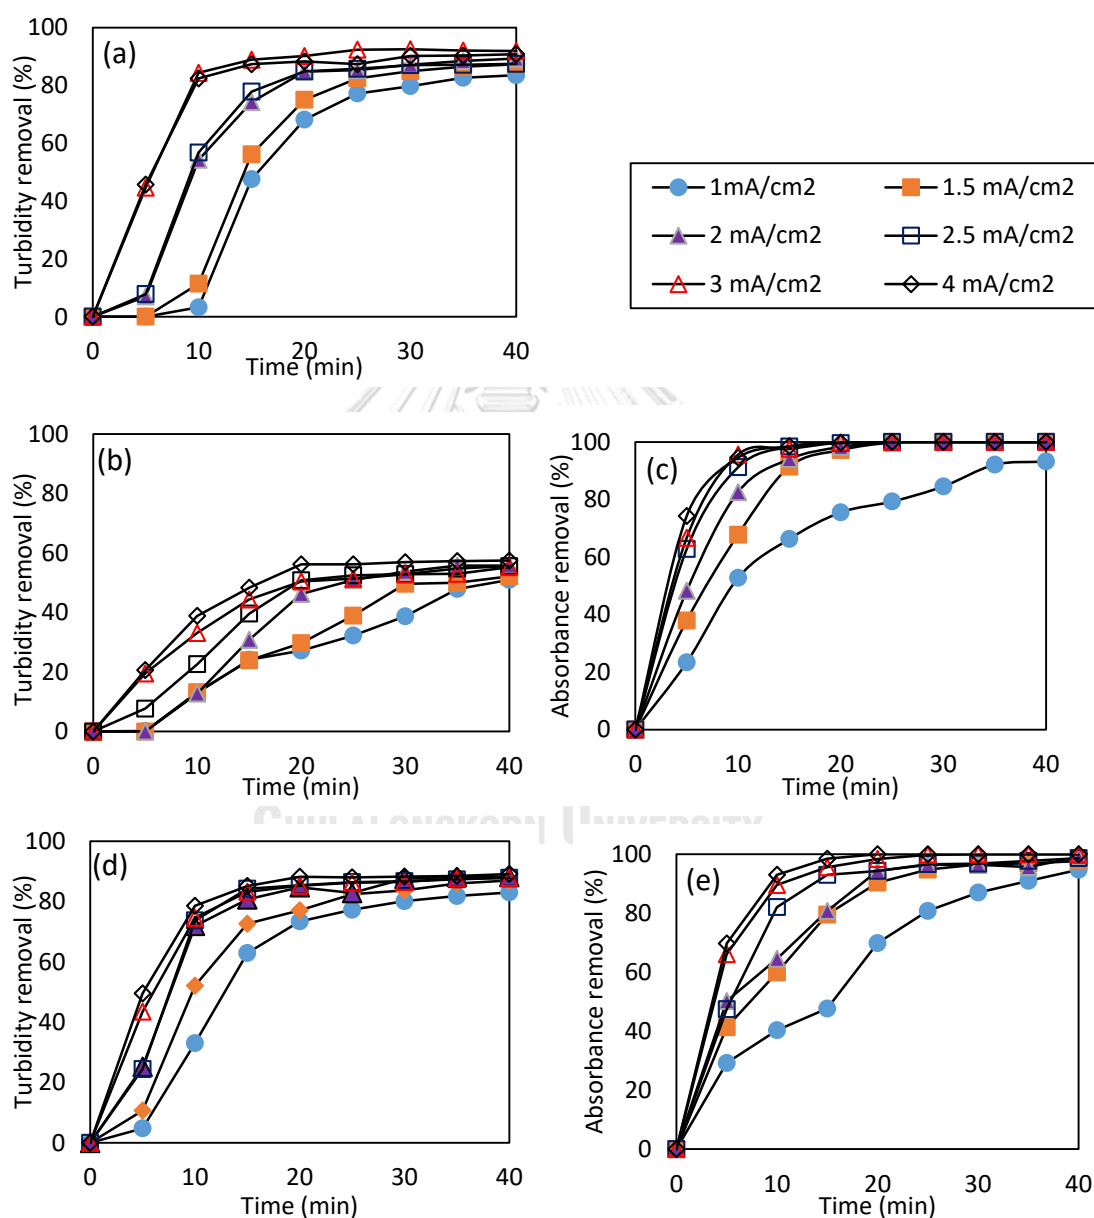 (a)
Turbidity removal (%)
100
80
60
40
20
0
0 10 20 30 40
Time (min)
1mA/cm2 1.5 mA/cm2
2 mA/cm2 2.5 mA/cm2
3 mA/cm2 4 mA/cm2
(b)
Turbidity removal (%)
100
80
60
40
20
0
0 10 20 30 40
Time (min)
(c)
Absorbance removal (%)
100
80
60
40
20
0
0 10 20 30 40
Time (min)
CHULALONGKORN UNIVERSITY
(d)
Turbidity removal (%)
100
80
60
40
20
0
0 10 20 30 40
Time (min)
(e)
Absorbance removal (%)
100
80
60
40
20
0
0 10 20 30 40
Time (min)